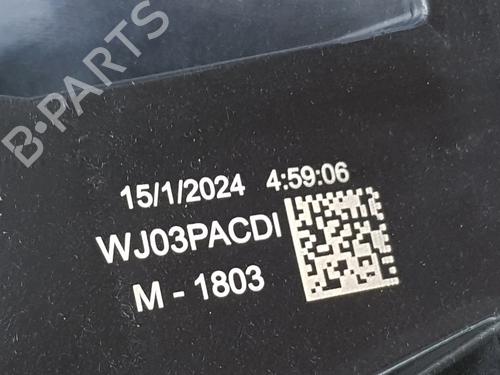 B-PARTS
15/1/2024 4:59:06
WJ03PACDI
M - 1803